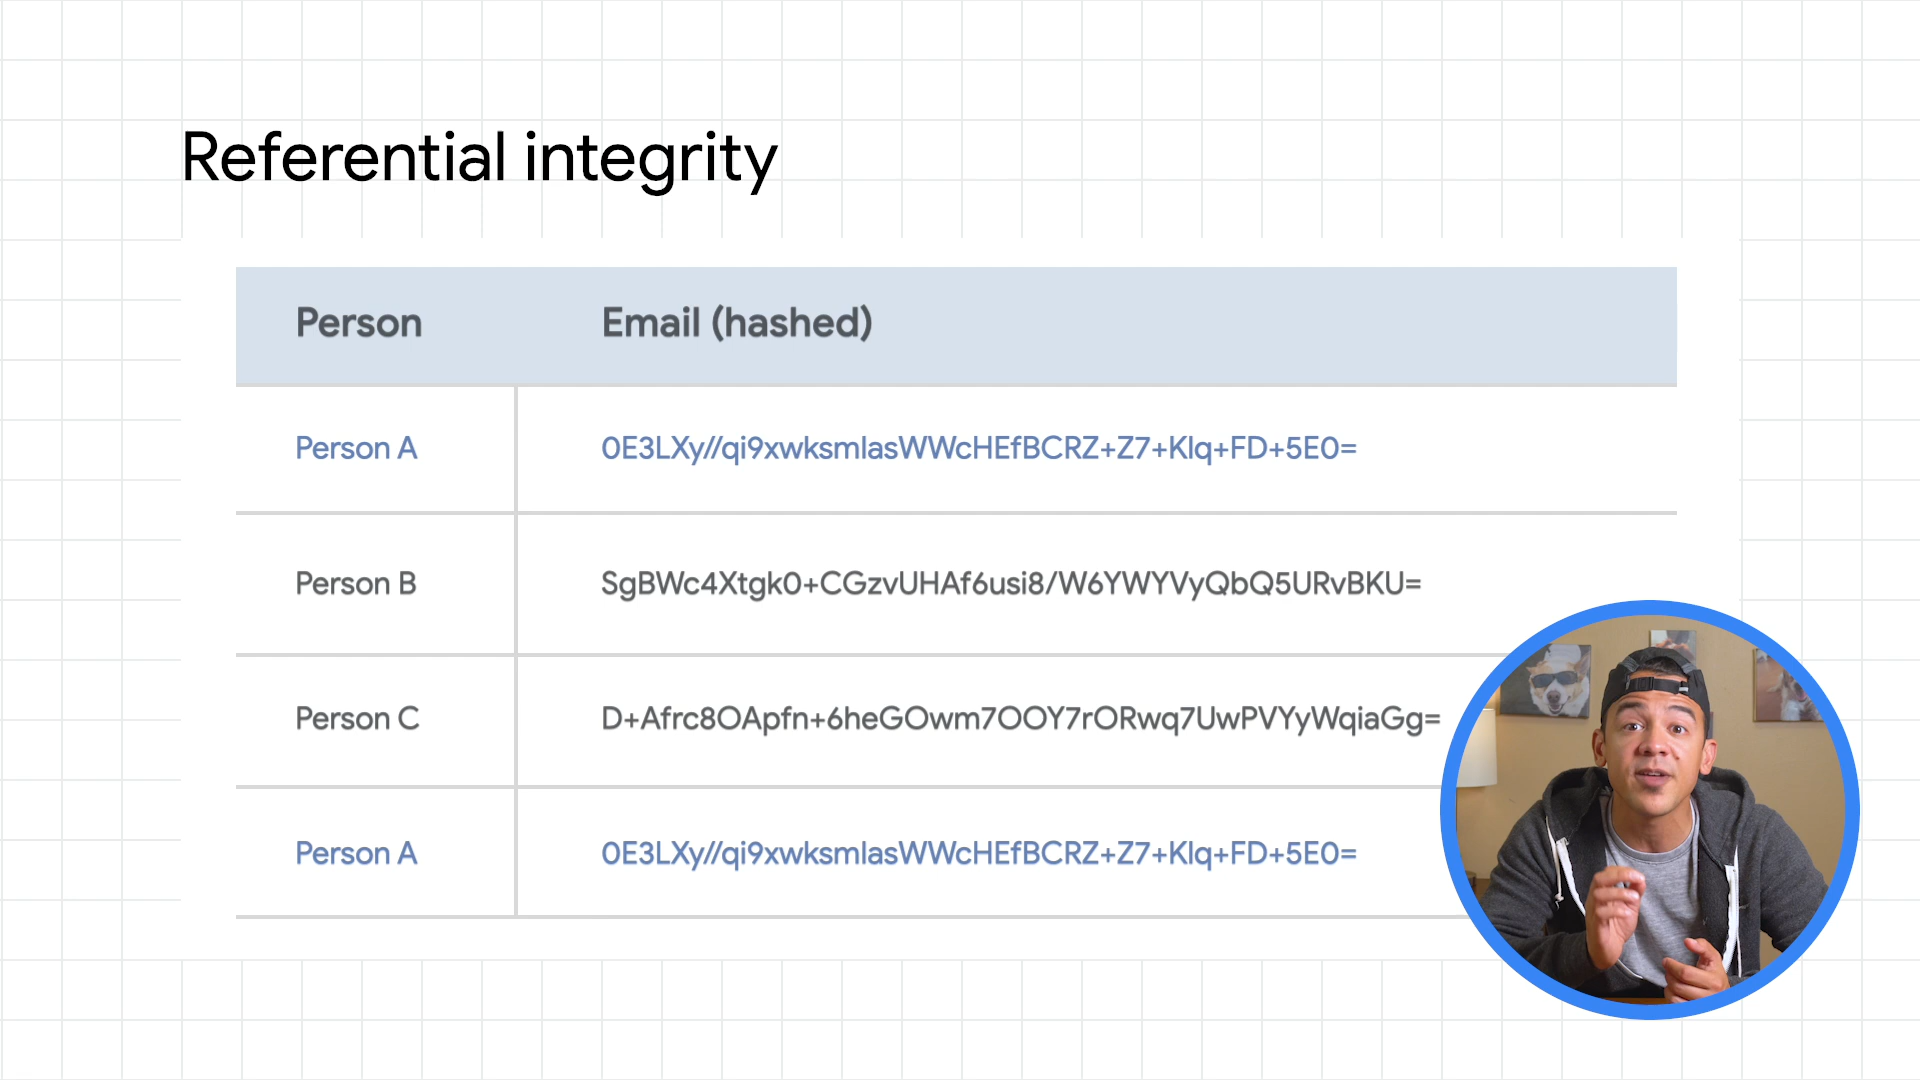 Referential integrity
Person Email (hashed)
Person A 0E3LXy//qi9xwksmlasWWcHEfBCRZ+Z7+Klq+FD+5E0=
Person B SgBWc4Xtgk0+CGzvUHAf6usi8/W6YWYVyQbQ5URvBKU=
Person C D+Afrc8OApfn+6heGOwm7OOY7rORwq7UwPVYyWqiaGg=
Person A 0E3LXy//qi9xwksmlasWWcHEfBCRZ+Z7+Klq+FD+5E0=